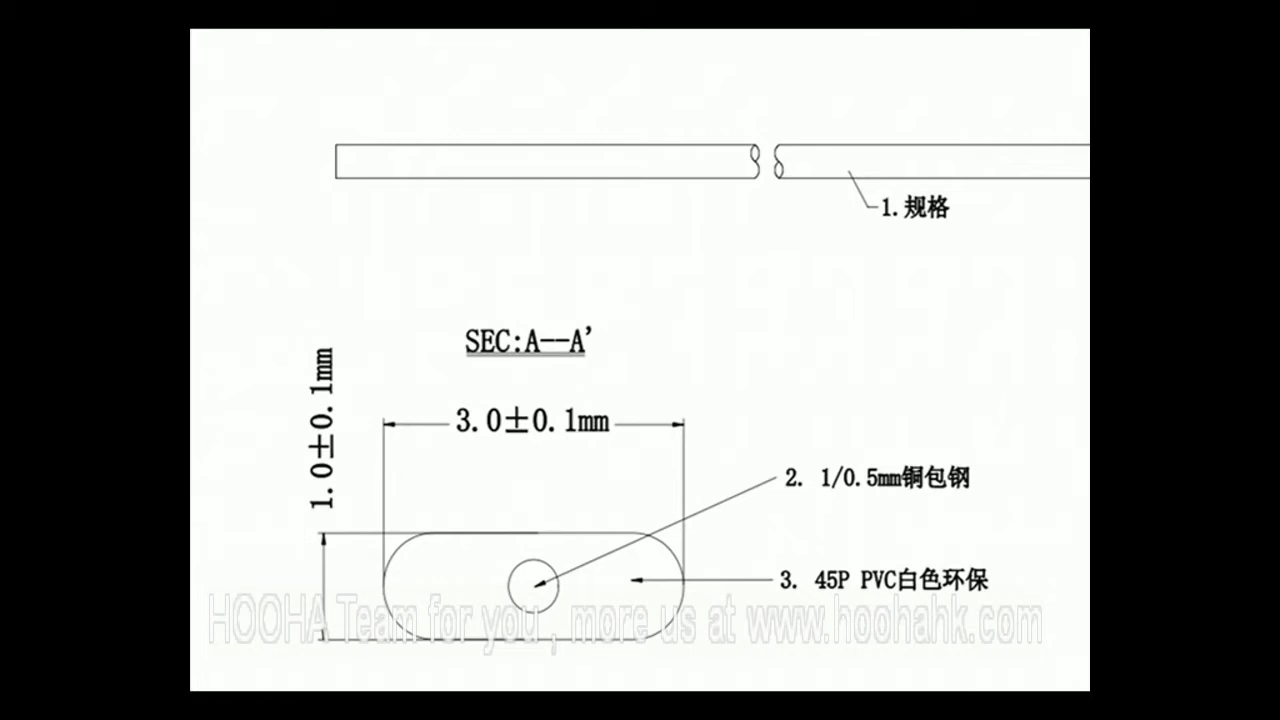 1.规格
SEC:A--A'
1.0±0.1mm
3.0±0.1mm
2. 1/0.5mm铜包钢
3. 45P PVC白色环保
HOOHA Team for you , more us at www.hoohahk.com